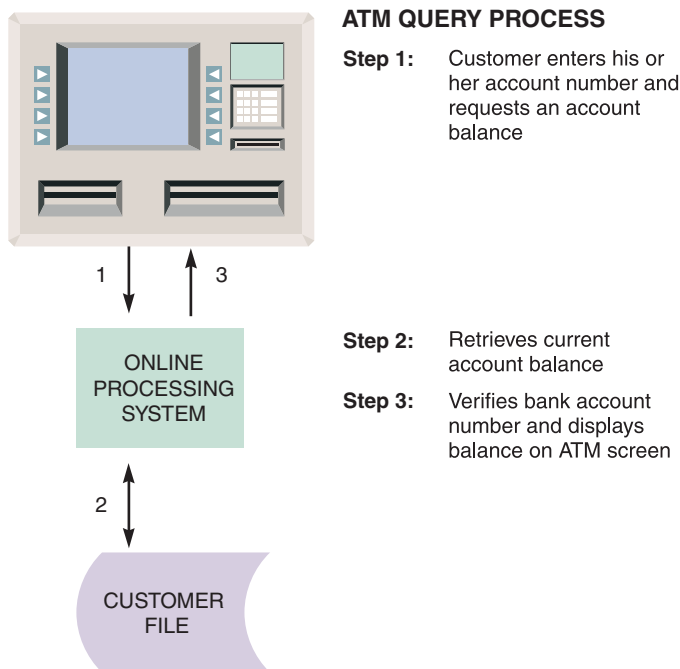 ATM QUERY PROCESS
Step 1: Customer enters his or
her account number and
requests an account
balance
1 3
ONLINE
PROCESSING
SYSTEM
Step 2: Retrieves current
account balance
Step 3: Verifies bank account
number and displays
balance on ATM screen
2
CUSTOMER
FILE